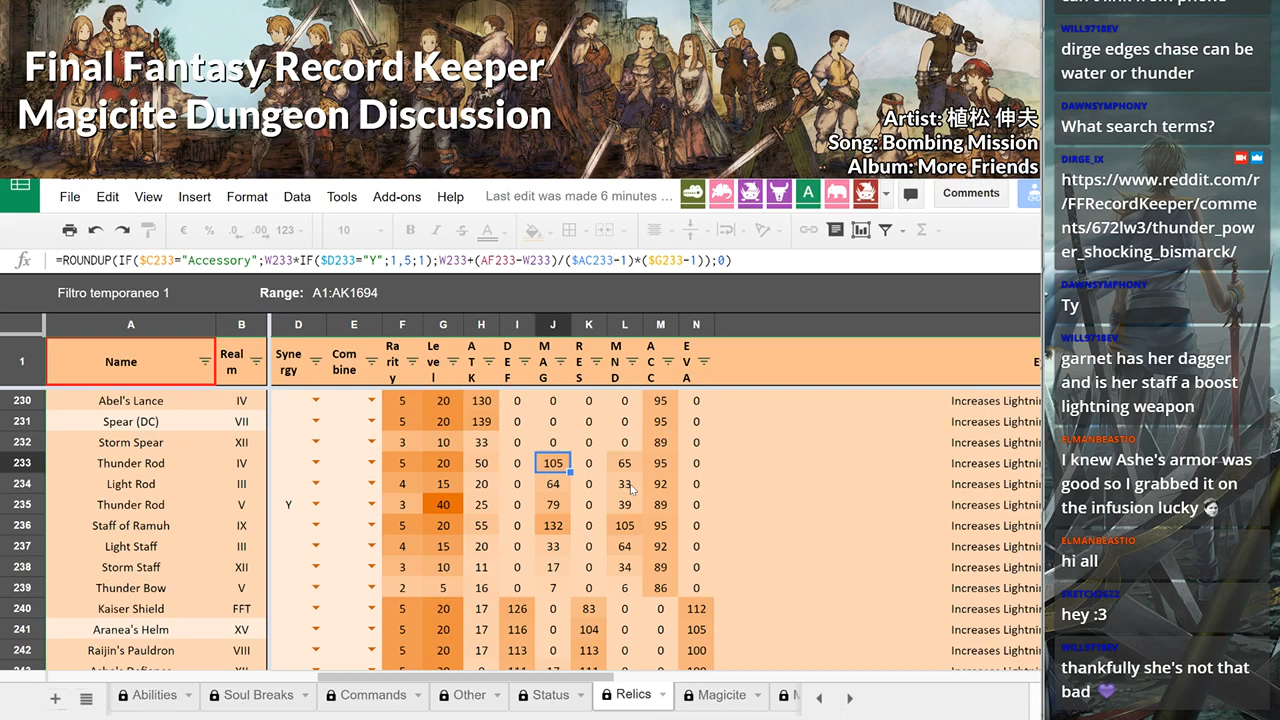 Final Fantasy Record Keeper
Magicite Dungeon Discussion
Artist: 植松 伸夫
Song: Bombing Mission
Album: More Friends
File Edit View Insert Format Data Tools Add-ons Help Last edit was made 6 minutes ... A Comments
€ % .0 .00 123 10 B I S A Σ
fx =ROUNDUP(IF($C233="Accessory";W233*IF($D233="Y";1,5;1);W233+(AF233-W233)/($AC233-1)*($G233-1));0)
Filtro temporaneo 1 Range: A1:AK1694
A B D E F G H I J K L M N
1 Name Realm Synergy Combine Rarity Level ATK DEF MAG RES MND ACC EVA E
230 Abel's Lance IV 5 20 130 0 0 0 0 95 0 Increases Lightnin
231 Spear (DC) VII 5 20 139 0 0 0 0 95 0 Increases Lightnin
232 Storm Spear XII 3 10 33 0 0 0 0 89 0 Increases Lightnin
233 Thunder Rod IV 5 20 50 0 105 0 65 95 0 Increases Lightnin
234 Light Rod III 4 15 20 0 64 0 33 92 0 Increases Lightnin
235 Thunder Rod V Y 3 40 25 0 79 0 39 89 0 Increases Lightnin
236 Staff of Ramuh IX 5 20 55 0 132 0 105 95 0 Increases Lightnin
237 Light Staff III 4 15 20 0 33 0 64 92 0 Increases Lightnin
238 Storm Staff XII 3 10 11 0 17 0 34 89 0 Increases Lightnin
239 Thunder Bow V 2 5 16 0 7 0 6 86 0 Increases Lightnin
240 Kaiser Shield FFT 5 20 17 126 0 83 0 0 112 Increases Lightnin
241 Aranea's Helm XV 5 20 17 116 0 104 0 0 105 Increases Lightnin
242 Raijin's Pauldron VIII 5 20 17 113 0 113 0 0 100 Increases Lightnin
Abilities Soul Breaks Commands Other Status Relics Magicite M
can't link from phone
WILL9718EV
dirge edges chase can be
water or thunder
DAWNSYMPHONY
What search terms?
DIRGE_IX
https://www.reddit.com/r
/FFRecordKeeper/comme
nts/672lw3/thunder_pow
er_shocking_bismarck/
DAWNSYMPHONY
Ty
WILL9718EV
garnet has her dagger
and is her staff a boost
lightning weapon
ELMANBEASTIO
I knew Ashe's armor was
good so I grabbed it on
the infusion lucky
ELMANBEASTIO
hi all
SKETCHJ622
hey :3
WILL9718EV
thankfully she's not that
bad 💜